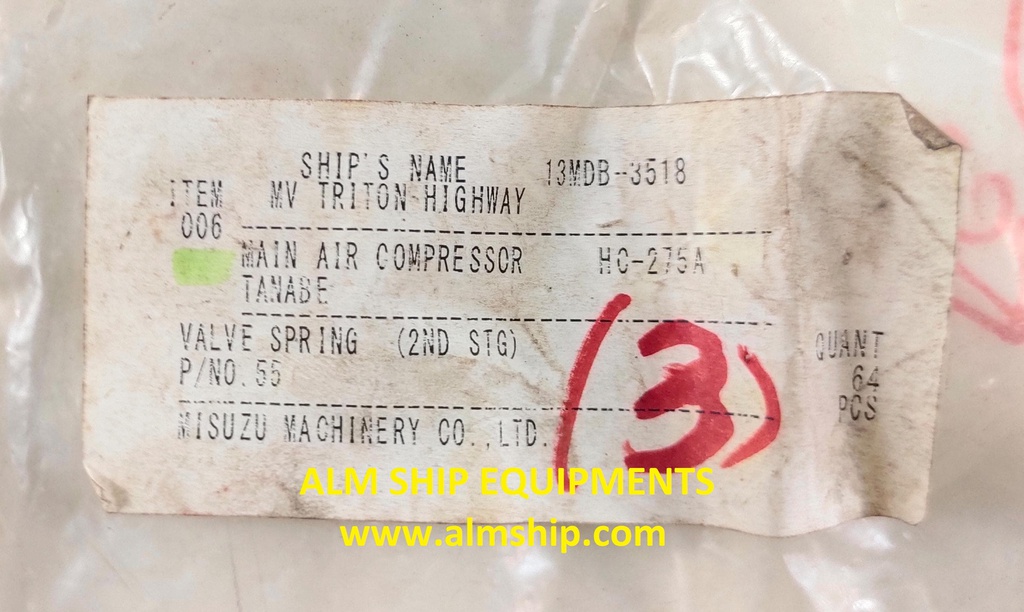 SHIP'S NAME 13MDB-3518
ITEM MV TRITON HIGHWAY
006
MAIN AIR COMPRESSOR HC-275A
TANABE
VALVE SPRING (2ND STG) QUANT
P/NO.55 64
PCS
MISUZU MACHINERY CO.,LTD.
(3)
ALM SHIP EQUIPMENTS
www.almship.com